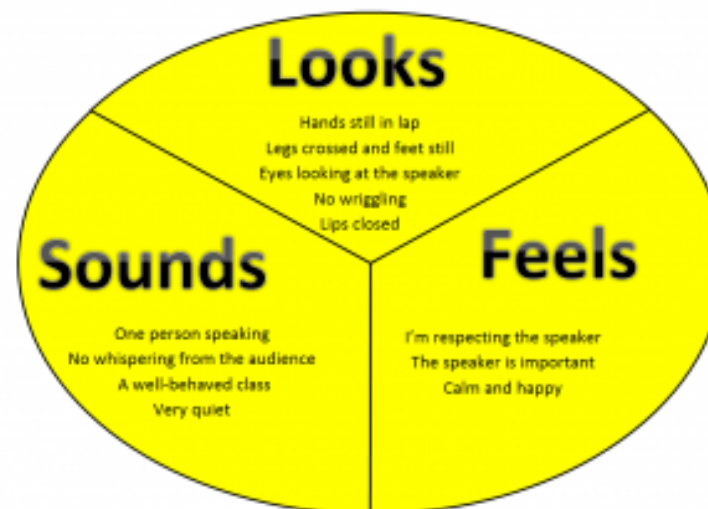 Looks
Hands still in lap
Legs crossed and feet still
Eyes looking at the speaker
No wriggling
Lips closed
Sounds
One person speaking
No whispering from the audience
A well-behaved class
Very quiet
Feels
I'm respecting the speaker
The speaker is important
Calm and happy